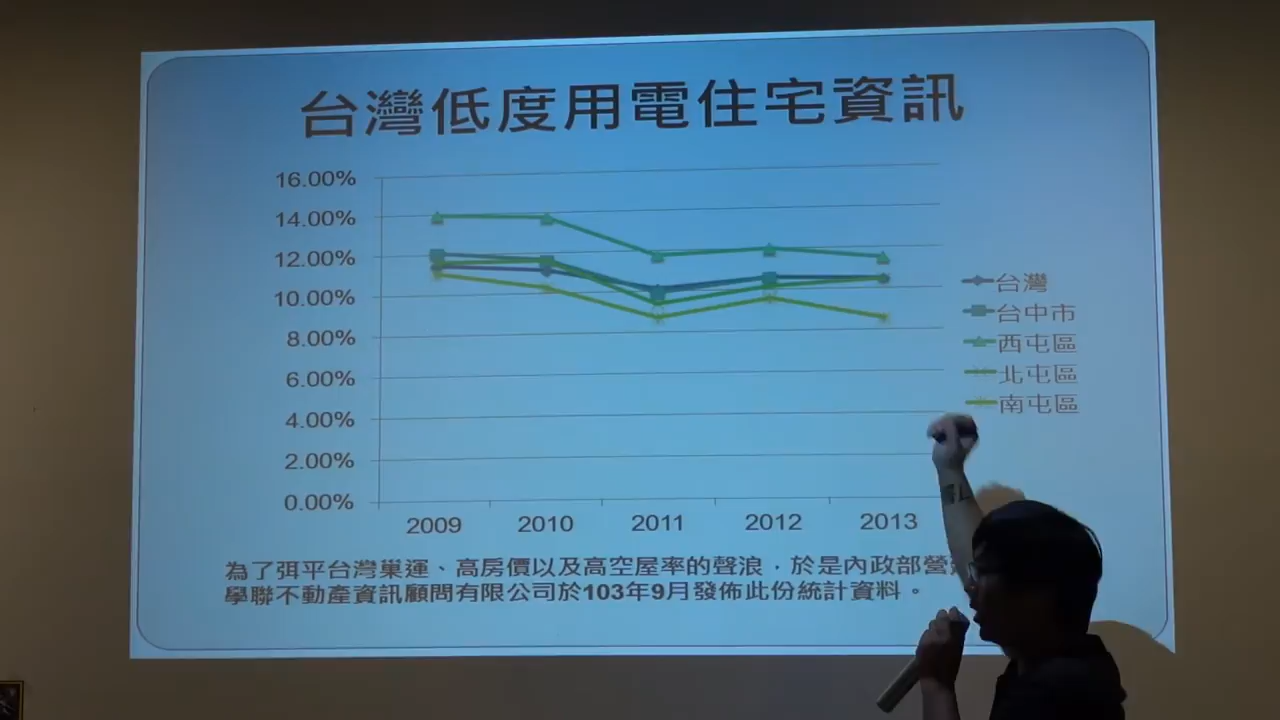 台灣低度用電住宅資訊
16.00%
14.00%
12.00%
10.00%
8.00%
6.00%
4.00%
2.00%
0.00%
2009 2010 2011 2012 2013
台灣
台中市
西屯區
北屯區
南屯區
為了弭平台灣巢運、高房價以及高空屋率的聲浪，於是內政部營
學聯不動產資訊顧問有限公司於103年9月發佈此份統計資料。